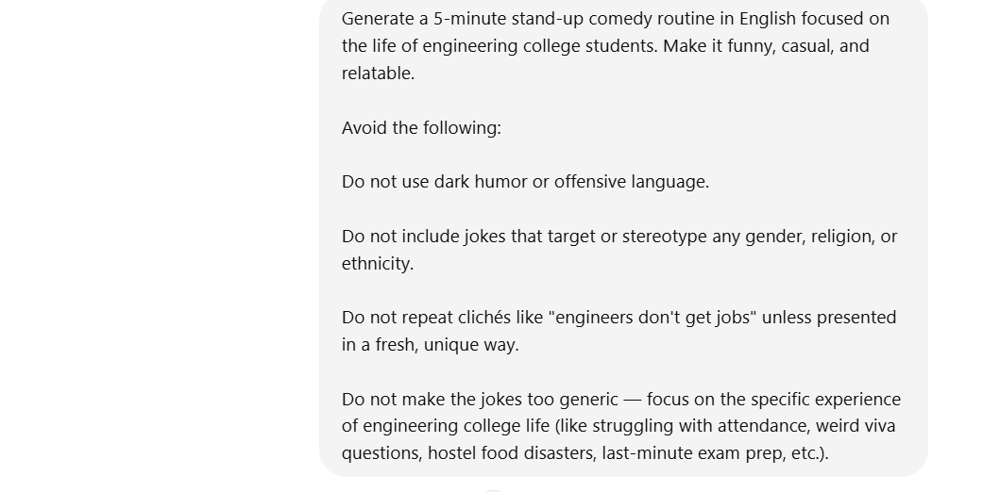 Generate a 5-minute stand-up comedy routine in English focused on
the life of engineering college students. Make it funny, casual, and
relatable.
Avoid the following:
Do not use dark humor or offensive language.
Do not include jokes that target or stereotype any gender, religion, or
ethnicity.
Do not repeat clichés like "engineers don't get jobs" unless presented
in a fresh, unique way.
Do not make the jokes too generic — focus on the specific experience
of engineering college life (like struggling with attendance, weird viva
questions, hostel food disasters, last-minute exam prep, etc.).